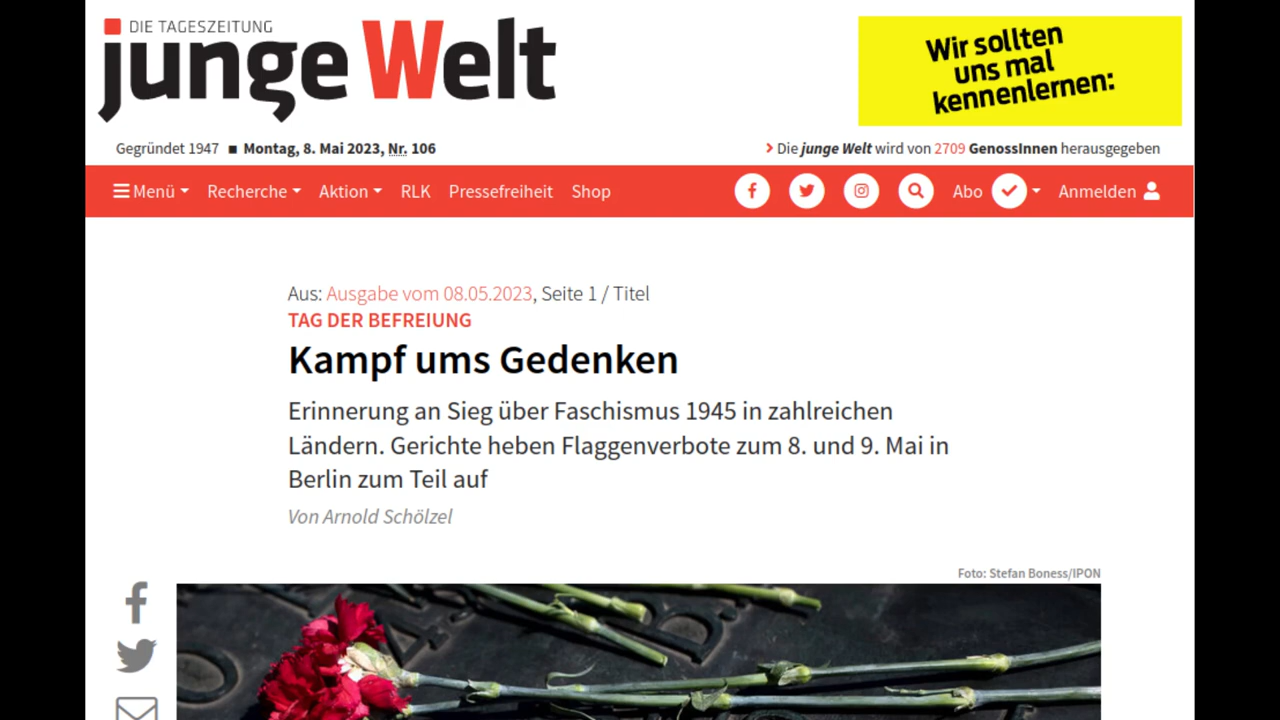 DIE TAGESZEITUNG
junge Welt
Wir sollten
uns mal
kennenlernen:
Gegründet 1947 ■ Montag, 8. Mai 2023, Nr. 106
Die junge Welt wird von 2709 GenossInnen herausgegeben
Menü Recherche Aktion RLK Pressefreiheit Shop Abo Anmelden
Aus: Ausgabe vom 08.05.2023, Seite 1 / Titel
TAG DER BEFREIUNG
Kampf ums Gedenken
Erinnerung an Sieg über Faschismus 1945 in zahlreichen
Ländern. Gerichte heben Flaggenverbote zum 8. und 9. Mai in
Berlin zum Teil auf
Von Arnold Schölzel
Foto: Stefan Boness/IPON